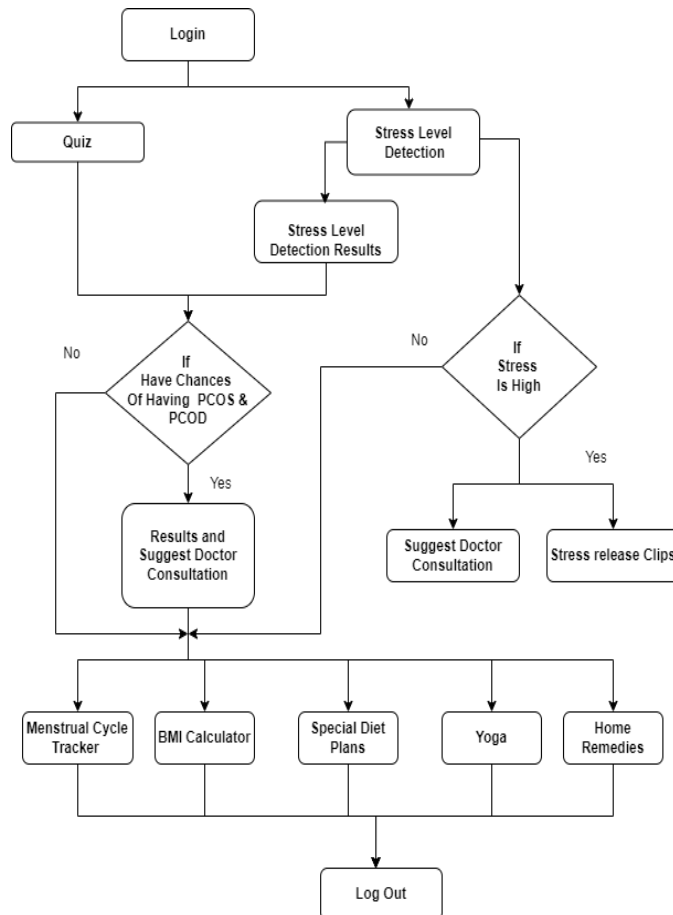 Login
Quiz
Stress Level
Detection
Stress Level
Detection Results
No
If
Have Chances
Of Having PCOS &
PCOD
Yes
No
If
Stress
Is High
Yes
Results and
Suggest Doctor
Consultation
Suggest Doctor
Consultation
Stress release Clips
Menstrual Cycle
Tracker
BMI Calculator
Special Diet
Plans
Yoga
Home
Remedies
Log Out